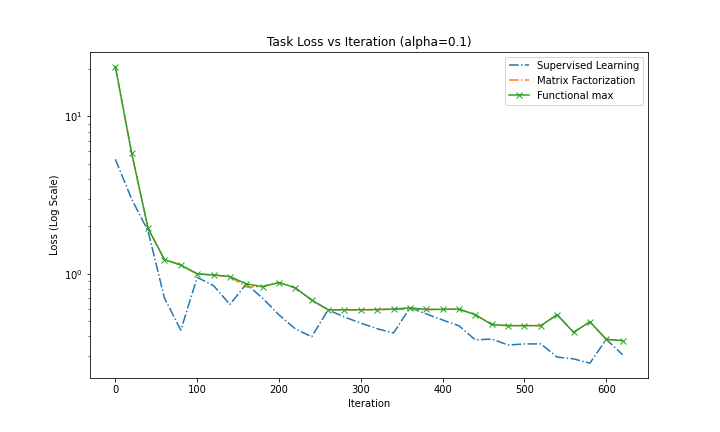 Task Loss vs Iteration (alpha=0.1)
Supervised Learning
Matrix Factorization
Functional max
Loss (Log Scale)
10¹
10⁰
0 100 200 300 400 500 600
Iteration